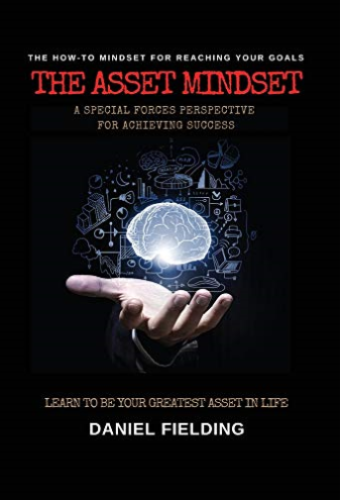 THE HOW-TO MINDSET FOR REACHING YOUR GOALS
THE ASSET MINDSET
A SPECIAL FORCES PERSPECTIVE
FOR ACHIEVING SUCCESS
LEARN TO BE YOUR GREATEST ASSET IN LIFE
DANIEL FIELDING